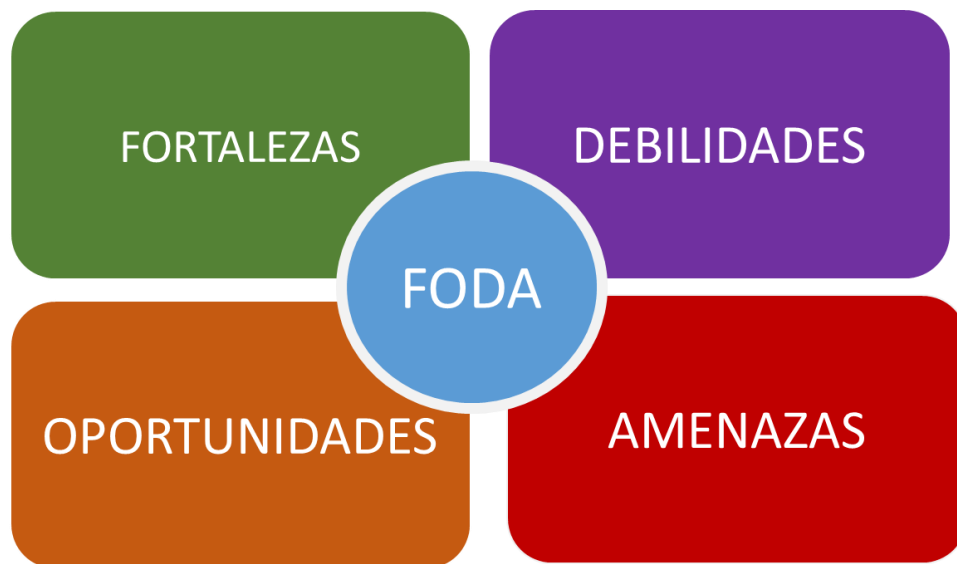 FORTALEZAS
DEBILIDADES
FODA
OPORTUNIDADES
AMENAZAS